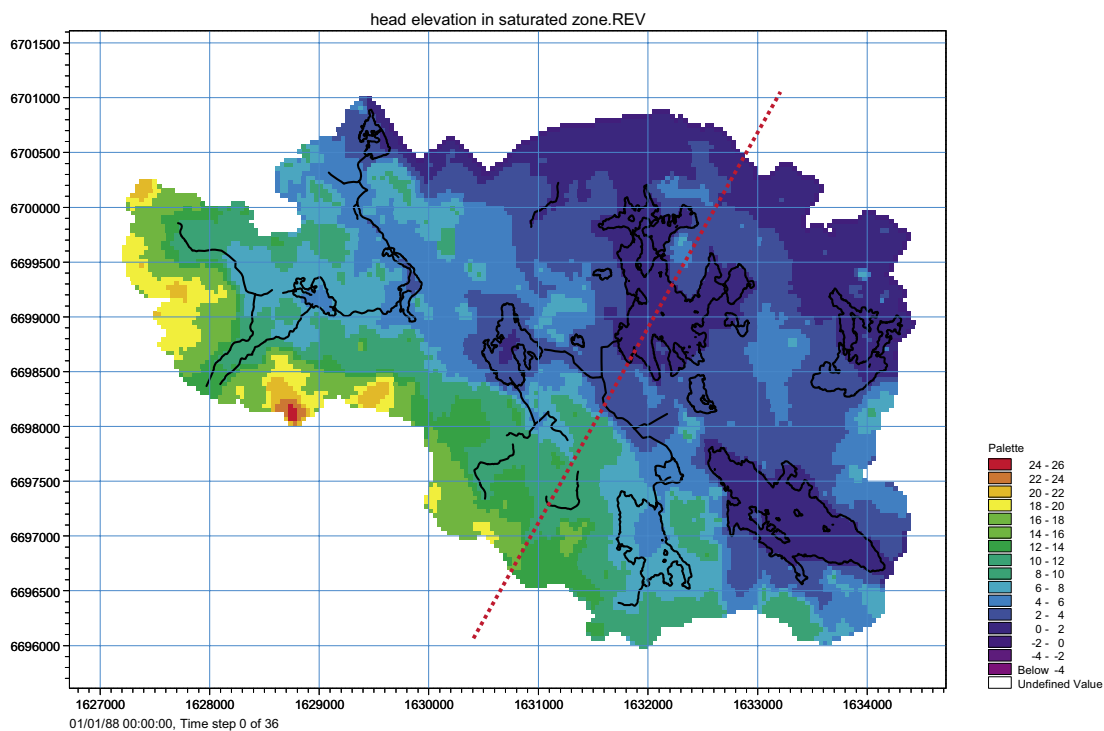 head elevation in saturated zone.REV
6701500
6701000
6700500
6700000
6699500
6699000
6698500
6698000
6697500
6697000
6696500
6696000
1627000 1628000 1629000 1630000 1631000 1632000 1633000 1634000
01/01/88 00:00:00, Time step 0 of 36
Palette
24 - 26
22 - 24
20 - 22
18 - 20
16 - 18
14 - 16
12 - 14
10 - 12
8 - 10
6 - 8
4 - 6
2 - 4
0 - 2
-2 - 0
-4 - -2
Below -4
Undefined Value